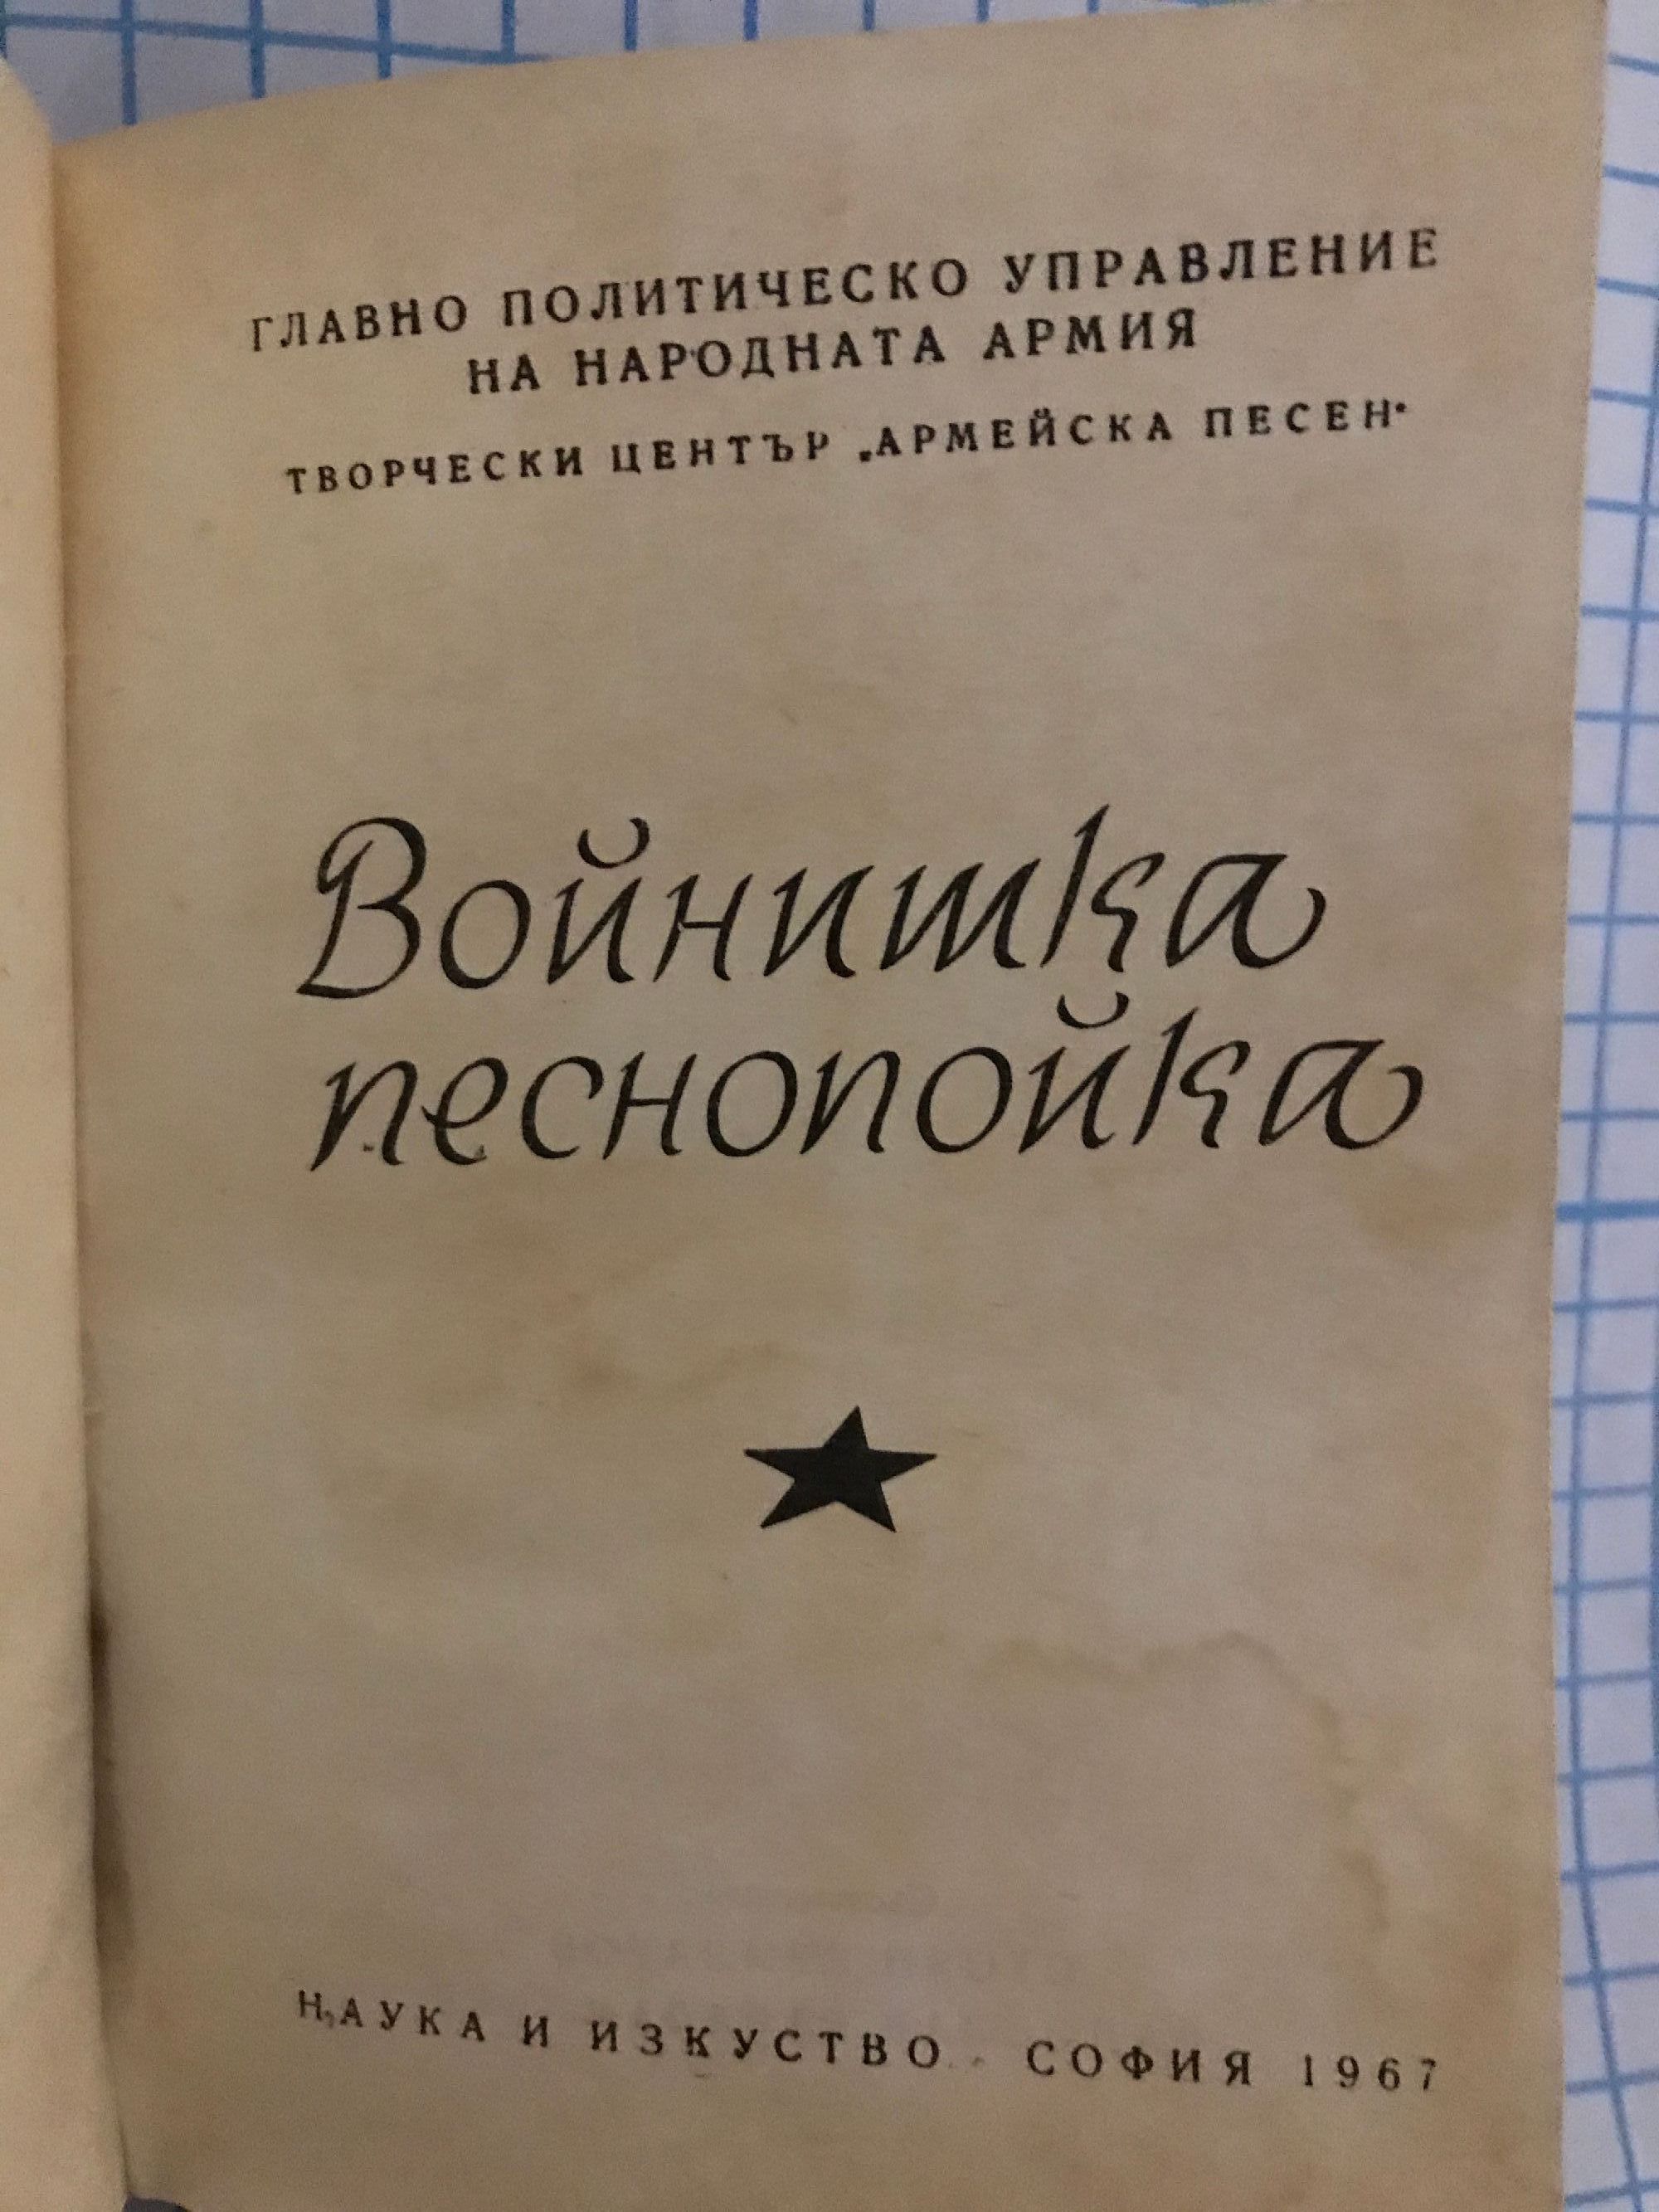 ГЛАВНО ПОЛИТИЧЕСКО УПРАВЛЕНИЕ
НА НАРОДНАТА АРМИЯ
ТВОРЧЕСКИ ЦЕНТЪР „АРМЕЙСКА ПЕСЕН“
Войнишка
песнопойка
НАУКА И ИЗКУСТВО · СОФИЯ 1967